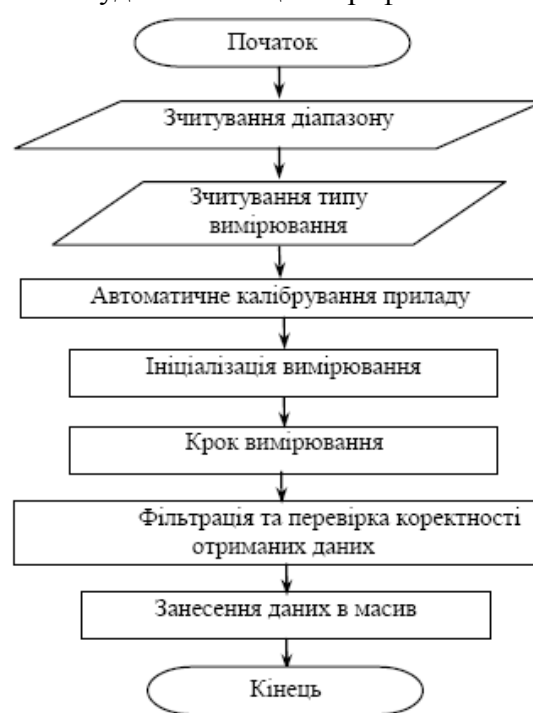 Початок
Зчитування діапазону
Зчитування типу
вимірювання
Автоматичне калібрування приладу
Ініціалізація вимірювання
Крок вимірювання
Фільтрація та перевірка коректності
отриманих даних
Занесення даних в масив
Кінець